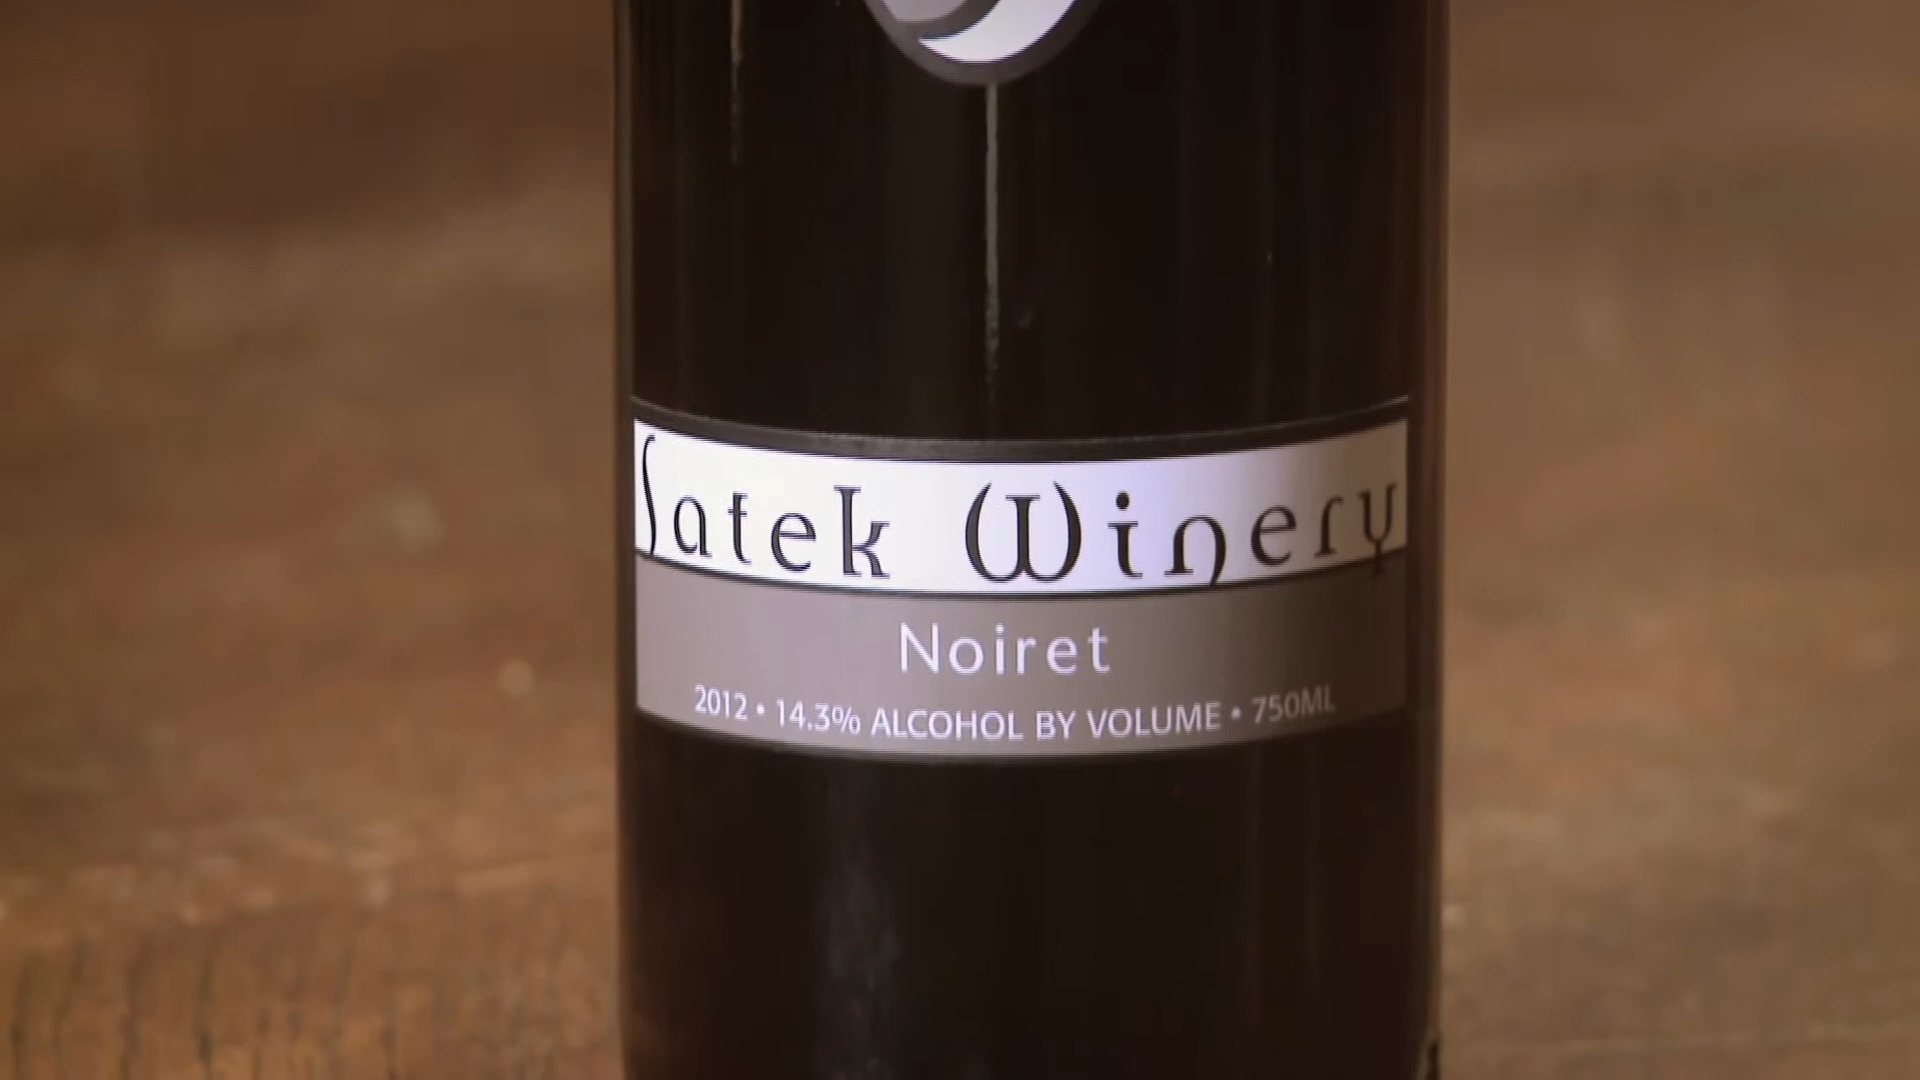 Satek Winery
Noiret
2012 • 14.3% ALCOHOL BY VOLUME • 750ML